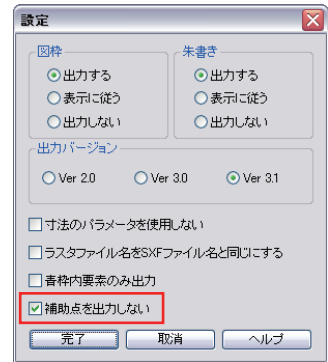 設定
図枠
朱書き
出力する
出力する
表示に従う
表示に従う
出力しない
出力しない
出力バージョン
Ver 2.0
Ver 3.0
Ver 3.1
寸法のパラメータを使用しない
ラスタファイル名をSXFファイル名と同じにする
青枠内要素のみ出力
補助点を出力しない
完了
取消
ヘルプ